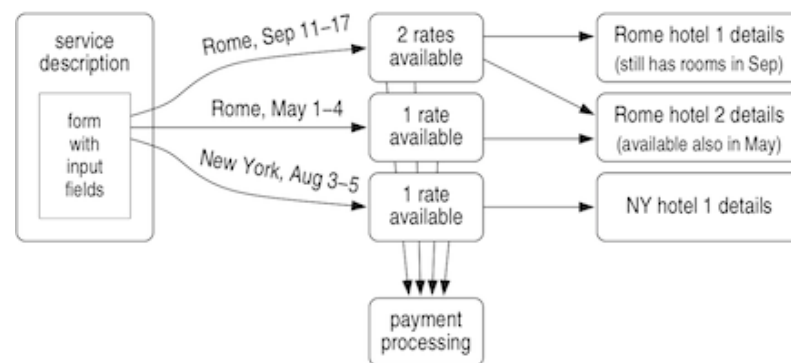 service
description
form
with
input
fields
Rome, Sep 11–17
Rome, May 1–4
New York, Aug 3–5
2 rates
available
1 rate
available
1 rate
available
payment
processing
Rome hotel 1 details
(still has rooms in Sep)
Rome hotel 2 details
(available also in May)
NY hotel 1 details